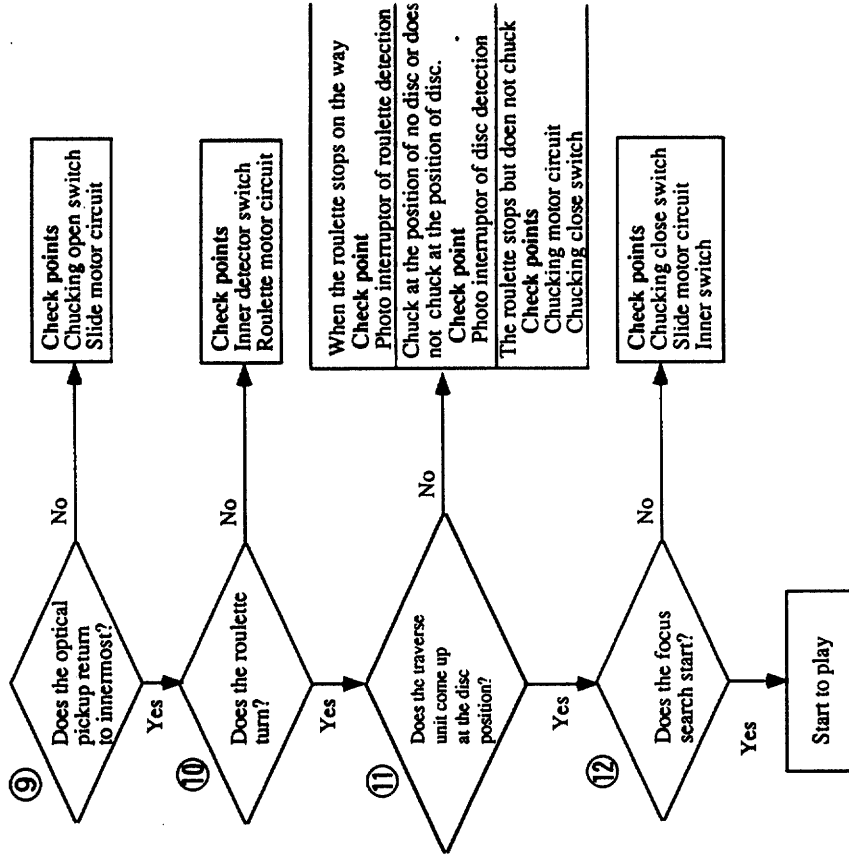 ⑨
Does the optical
pickup return
to innermost?
No
Check points
Chucking open switch
Slide motor circuit
Yes
⑩
Does the roulette
turn?
No
Check points
Inner detector switch
Roulette motor circuit
Yes
⑪
Does the traverse
unit come up
at the disc
position?
No
When the roulette stops on the way
Check point
Photo interruptor of roulette detection
Chuck at the position of no disc or does
not chuck at the position of disc.
Check point
Photo interruptor of disc detection
The roulette stops but doen not chuck
Check points
Chucking motor circuit
Chucking close switch
Yes
⑫
Does the focus
search start?
No
Check points
Chucking close switch
Slide motor circuit
Inner switch
Yes
Start to play